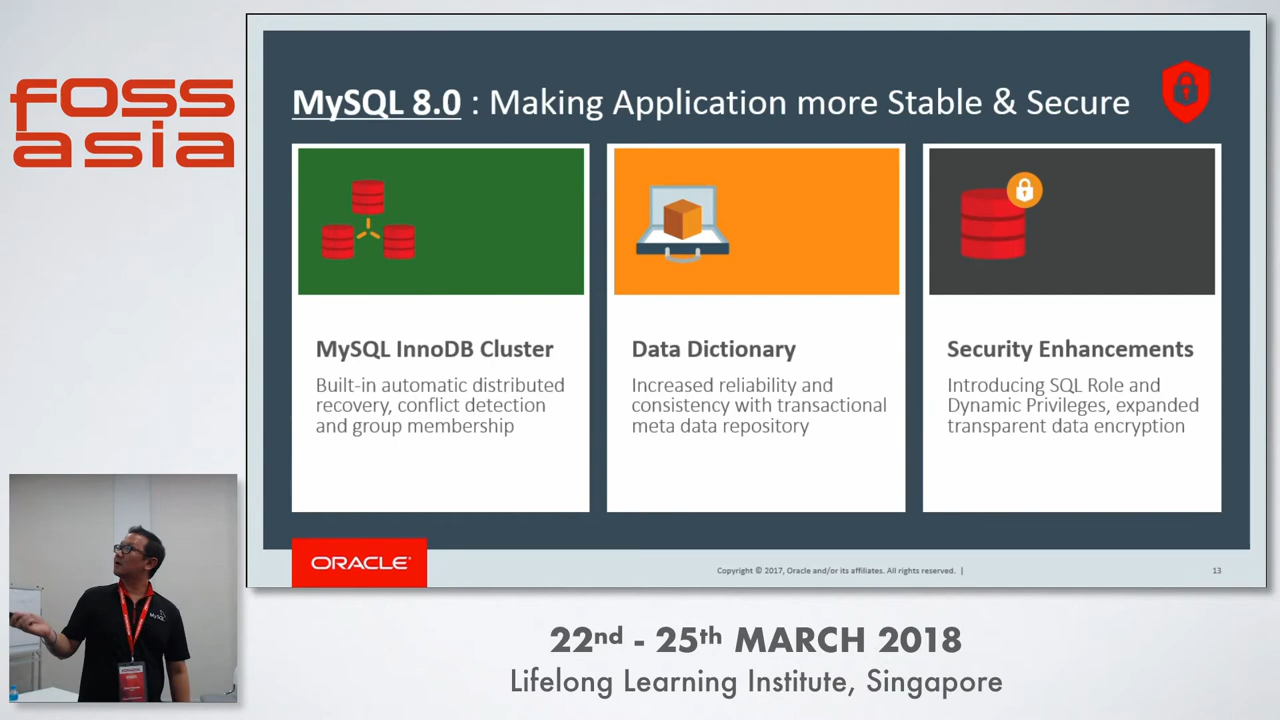 foss
asia
MySQL 8.0 : Making Application more Stable & Secure
MySQL InnoDB Cluster
Built-in automatic distributed
recovery, conflict detection
and group membership
Data Dictionary
Increased reliability and
consistency with transactional
meta data repository
Security Enhancements
Introducing SQL Role and
Dynamic Privileges, expanded
transparent data encryption
ORACLE®
Copyright © 2017, Oracle and/or its affiliates. All rights reserved. |
13
MySQL
22nd - 25th MARCH 2018
Lifelong Learning Institute, Singapore